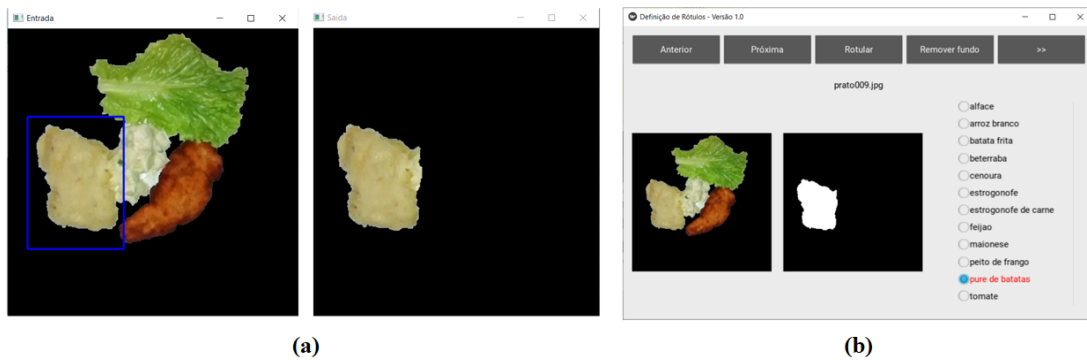 Entrada
Saida
Definição de Rótulos - Versão 1.0
Anterior
Próxima
Rotular
Remover fundo
>>
prato009.jpg
alface
arroz branco
batata frita
beterraba
cenoura
estrogonofe
estrogonofe de carne
feijao
maionese
peito de frango
pure de batatas
tomate
(a)
(b)